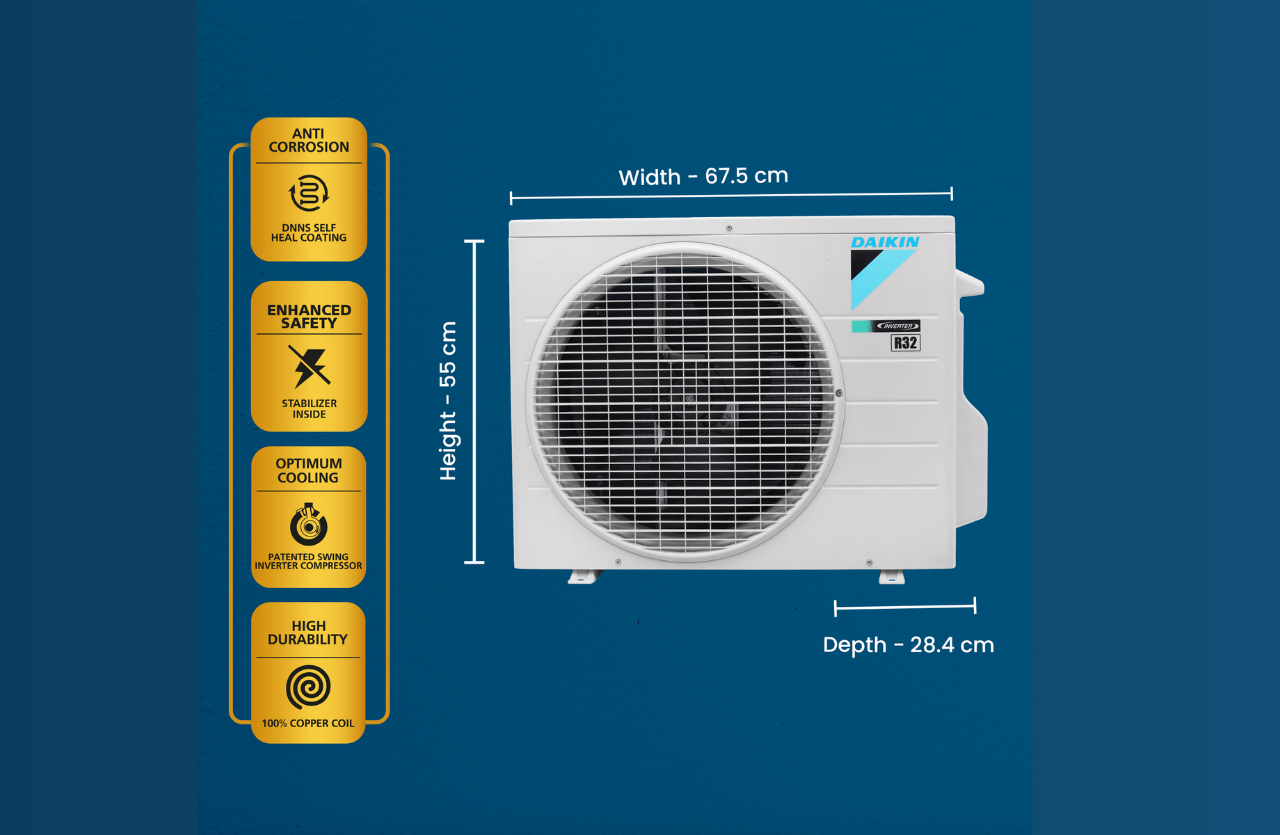 ANTI
CORROSION
DNNS SELF
HEAL COATING
ENHANCED
SAFETY
STABILIZER
INSIDE
OPTIMUM
COOLING
PATENTED SWING
INVERTER COMPRESSOR
HIGH
DURABILITY
100% COPPER COIL
Width - 67.5 cm
Height - 55 cm
DAIKIN
INVERTER
R32
Depth - 28.4 cm